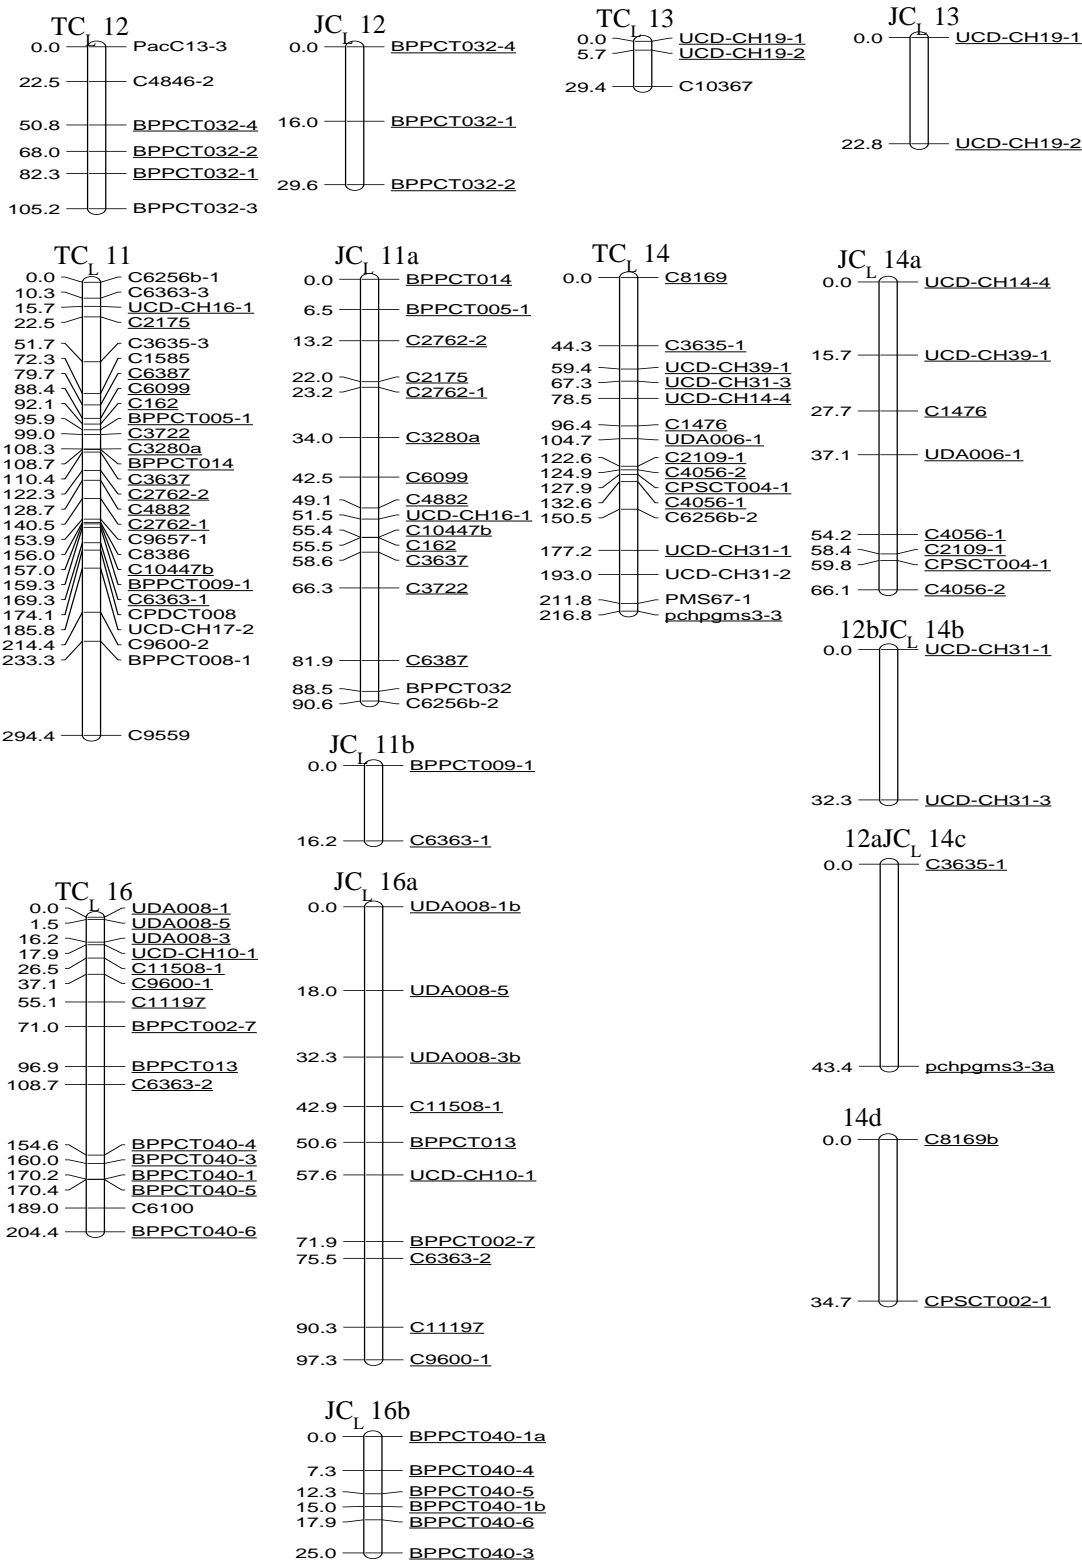 TCL 12
0.0 PacC13-3
22.5 C4846-2
50.8 BPPCT032-4
68.0 BPPCT032-2
82.3 BPPCT032-1
105.2 BPPCT032-3
JCL 12
0.0 BPPCT032-4
16.0 BPPCT032-1
29.6 BPPCT032-2
TCL 13
0.0 UCD-CH19-1
5.7 UCD-CH19-2
29.4 C10367
JCL 13
0.0 UCD-CH19-1
22.8 UCD-CH19-2
TCL 11
0.0 C6256b-1
10.3 C6363-3
15.7 UCD-CH16-1
22.5 C2175
51.7 C3635-3
72.3 C1585
79.7 C6387
88.4 C6099
92.1 C162
95.9 BPPCT005-1
99.0 C3722
108.3 C3280a
108.7 BPPCT014
110.4 C3637
122.3 C2762-2
128.7 C4882
140.5 C2762-1
153.9 C9657-1
156.0 C8386
157.0 C10447b
159.3 BPPCT009-1
169.3 C6363-1
174.1 CPDCT008
185.8 UCD-CH17-2
214.4 C9600-2
233.3 BPPCT008-1
294.4 C9559
JCL 11a
0.0 BPPCT014
6.5 BPPCT005-1
13.2 C2762-2
22.0 C2175
23.2 C2762-1
34.0 C3280a
42.5 C6099
49.1 C4882
51.5 UCD-CH16-1
55.4 C10447b
55.5 C162
58.6 C3637
66.3 C3722
81.9 C6387
88.5 BPPCT032
90.6 C6256b-2
JCL 11b
0.0 BPPCT009-1
16.2 C6363-1
TCL 14
0.0 C8169
44.3 C3635-1
59.4 UCD-CH39-1
67.3 UCD-CH31-3
78.5 UCD-CH14-4
96.4 C1476
104.7 UDA006-1
122.6 C2109-1
124.9 C4056-2
127.9 CPSCT004-1
132.6 C4056-1
150.5 C6256b-2
177.2 UCD-CH31-1
193.0 UCD-CH31-2
211.8 PMS67-1
216.8 pchpgms3-3
JCL 14a
0.0 UCD-CH14-4
15.7 UCD-CH39-1
27.7 C1476
37.1 UDA006-1
54.2 C4056-1
58.4 C2109-1
59.8 CPSCT004-1
66.1 C4056-2
12bJCL 14b
0.0 UCD-CH31-1
32.3 UCD-CH31-3
12aJCL 14c
0.0 C3635-1
43.4 pchpgms3-3a
14d
0.0 C8169b
34.7 CPSCT002-1
TCL 16
0.0 UDA008-1
1.5 UDA008-5
16.2 UDA008-3
17.9 UCD-CH10-1
26.5 C11508-1
37.1 C9600-1
55.1 C11197
71.0 BPPCT002-7
96.9 BPPCT013
108.7 C6363-2
154.6 BPPCT040-4
160.0 BPPCT040-3
170.2 BPPCT040-1
170.4 BPPCT040-5
189.0 C6100
204.4 BPPCT040-6
JCL 16a
0.0 UDA008-1b
18.0 UDA008-5
32.3 UDA008-3b
42.9 C11508-1
50.6 BPPCT013
57.6 UCD-CH10-1
71.9 BPPCT002-7
75.5 C6363-2
90.3 C11197
97.3 C9600-1
JCL 16b
0.0 BPPCT040-1a
7.3 BPPCT040-4
12.3 BPPCT040-5
15.0 BPPCT040-1b
17.9 BPPCT040-6
25.0 BPPCT040-3